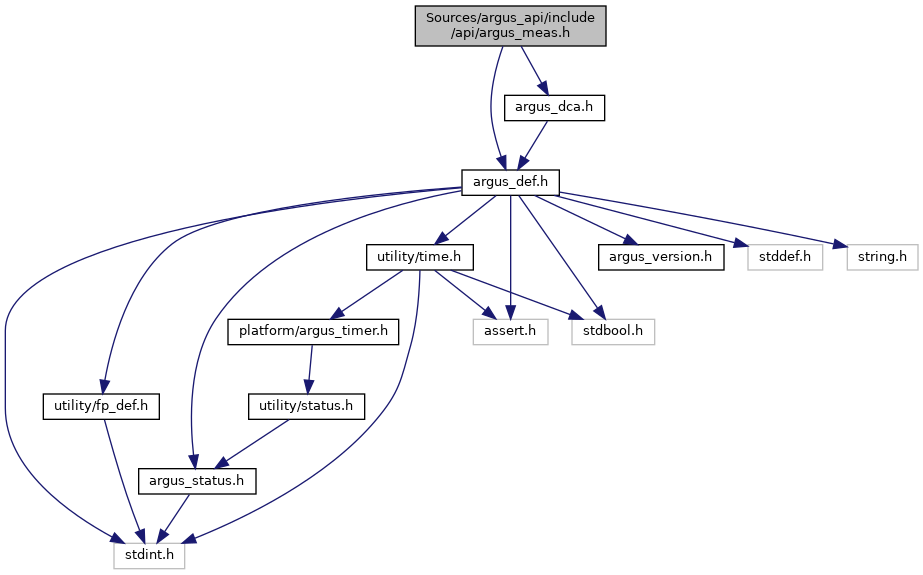 Sources/argus_api/include
/api/argus_meas.h
argus_dca.h
argus_def.h
utility/time.h
argus_version.h
stddef.h
string.h
platform/argus_timer.h
assert.h
stdbool.h
utility/fp_def.h
utility/status.h
argus_status.h
stdint.h